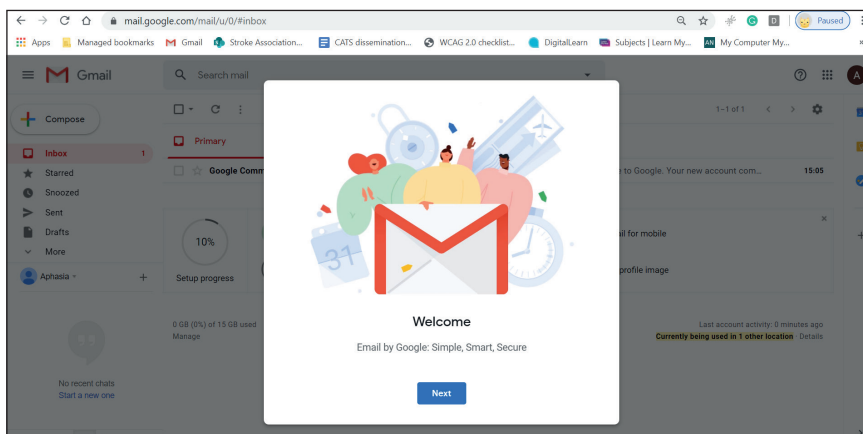 mail.google.com/mail/u/0/#inbox
Paused
Apps Managed bookmarks Gmail Stroke Association... CATS dissemination... WCAG 2.0 checklist... DigitalLearn Subjects | Learn My... AN My Computer My...
Gmail
Search mail
A
Compose
1–1 of 1
Primary
Inbox 1
Starred
Google Comm
e to Google. Your new account com... 15:05
Snoozed
Sent
Drafts
More
10%
ail for mobile
31
Aphasia
Setup progress
profile image
Welcome
0 GB (0%) of 15 GB used
Manage
Last account activity: 0 minutes ago
Currently being used in 1 other location - Details
Email by Google: Simple, Smart, Secure
No recent chats
Start a new one
Next